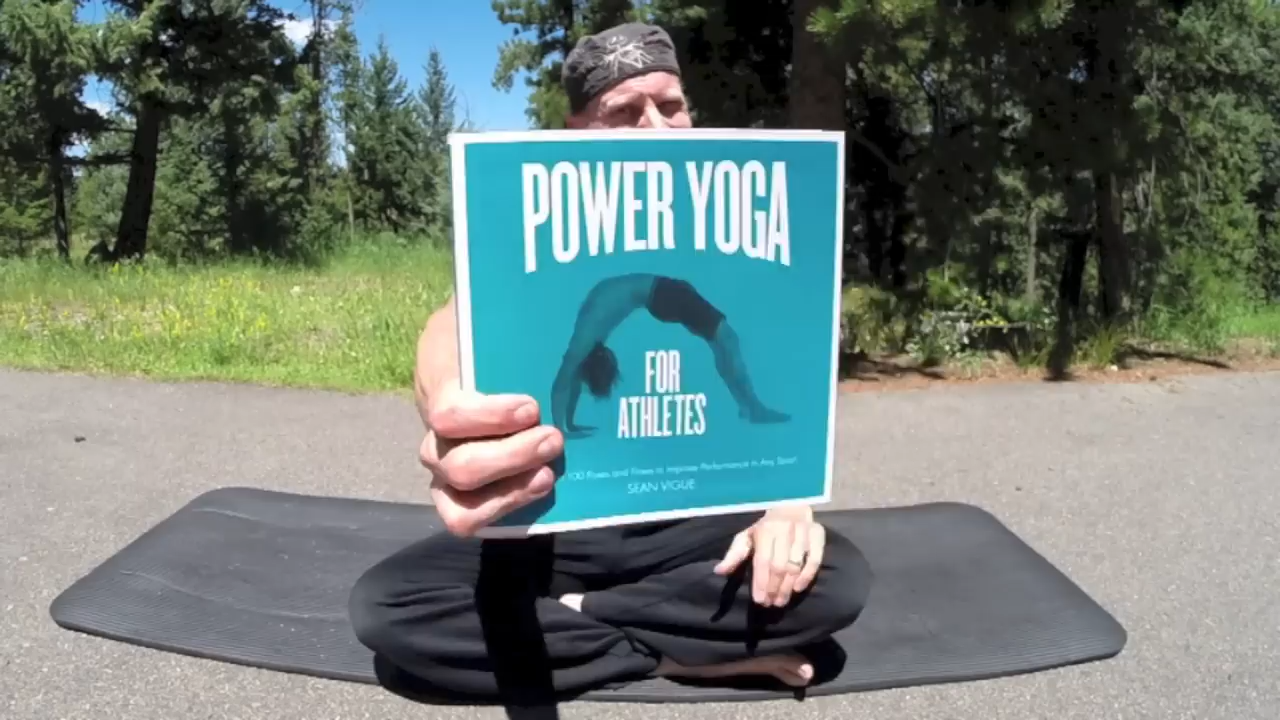 POWER YOGA
FOR
ATHLETES
100 Poses and Flows to Improve Performance in Any Sport
SEAN VIGUE